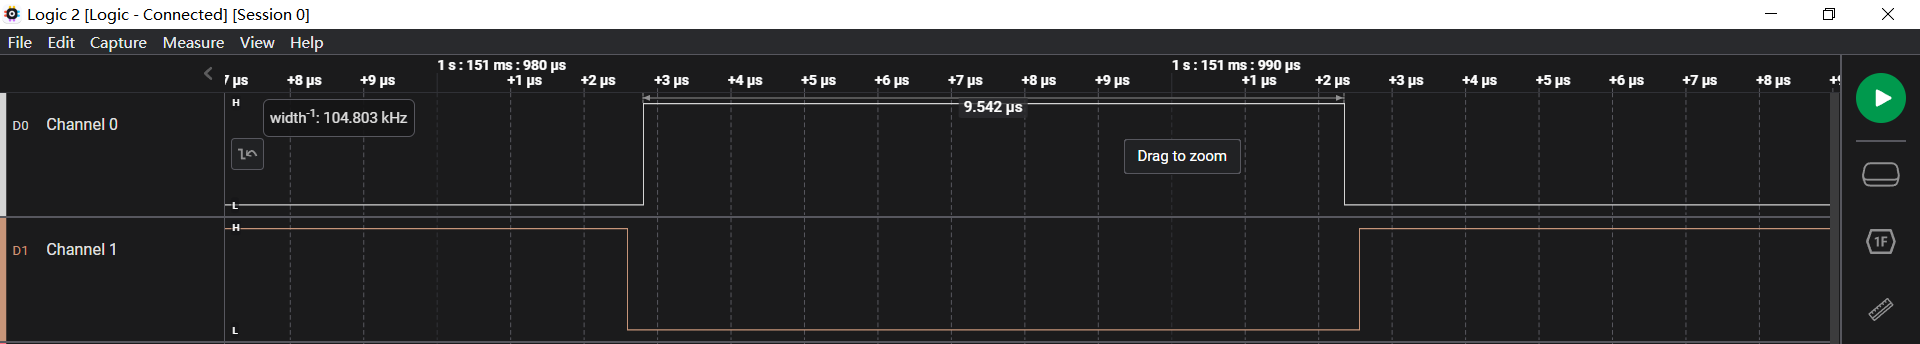 Logic 2 [Logic - Connected] [Session 0]
File Edit Capture Measure View Help
1 s : 151 ms : 980 µs 1 s : 151 ms : 990 µs
7 µs +8 µs +9 µs +1 µs +2 µs +3 µs +4 µs +5 µs +6 µs +7 µs +8 µs +9 µs +1 µs +2 µs +3 µs +4 µs +5 µs +6 µs +7 µs +8 µs
H
9.542 µs
width-1: 104.803 kHz
D0 Channel 0
Drag to zoom
L
H
D1 Channel 1
1F
L